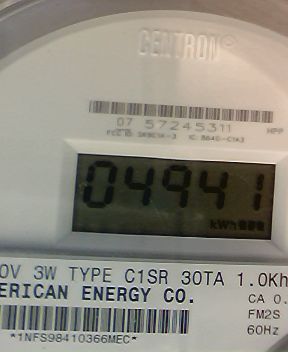 CENTRON®
07 57245311
HPP
04941
kWh
0V 3W TYPE C1SR 30TA 1.0Kh
ERICAN ENERGY CO.
CA 0.
FM2S
60Hz
*1NFS98410366MEC*